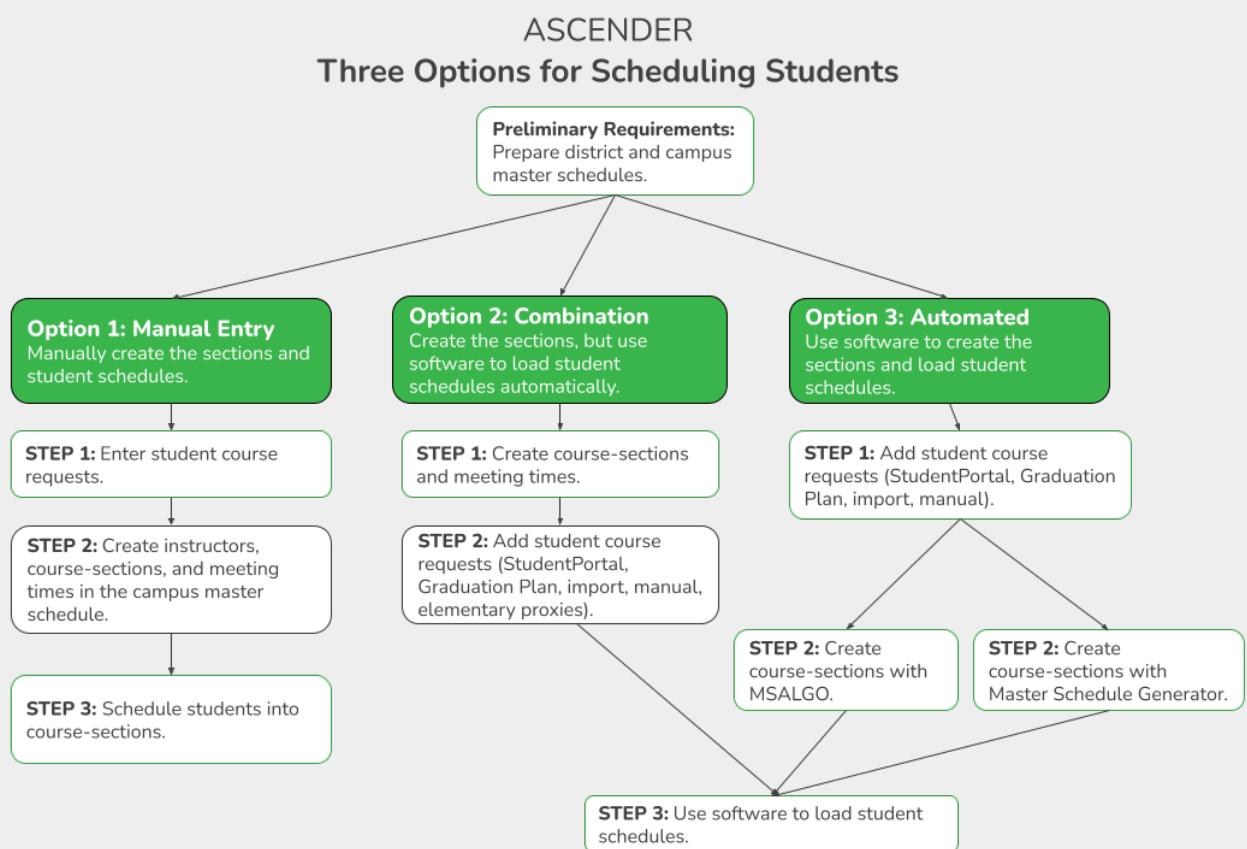 ASCENDER
Three Options for Scheduling Students
Preliminary Requirements:
Prepare district and campus
master schedules.
Option 1: Manual Entry
Manually create the sections and
student schedules.
STEP 1: Enter student course
requests.
STEP 2: Create instructors,
course-sections, and meeting
times in the campus master
schedule.
STEP 3: Schedule students into
course-sections.
Option 2: Combination
Create the sections, but use
software to load student
schedules automatically.
STEP 1: Create course-sections
and meeting times.
STEP 2: Add student course
requests (StudentPortal,
Graduation Plan, import, manual,
elementary proxies).
Option 3: Automated
Use software to create the
sections and load student
schedules.
STEP 1: Add student course
requests (StudentPortal, Graduation
Plan, import, manual).
STEP 2: Create
course-sections with
MSALGO.
STEP 2: Create
course-sections with
Master Schedule Generator.
STEP 3: Use software to load student
schedules.